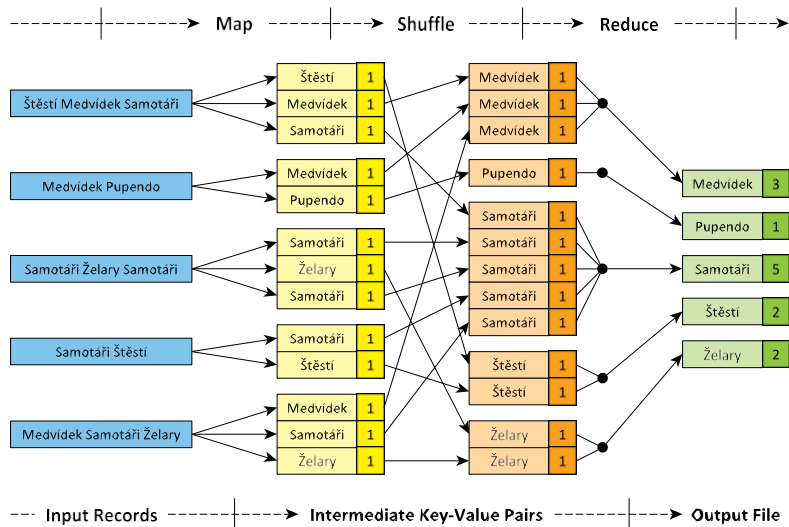 Map
Shuffle
Reduce
Štěstí Medvídek Samotáři
Medvídek Pupendo
Samotáři Želary Samotáři
Samotáři Štěstí
Medvídek Samotáři Želary
Štěstí 1
Medvídek 1
Samotáři 1
Medvídek 1
Pupendo 1
Samotáři 1
Želary 1
Samotáři 1
Samotáři 1
Štěstí 1
Medvídek 1
Samotáři 1
Želary 1
Medvídek 1
Medvídek 1
Medvídek 1
Pupendo 1
Samotáři 1
Samotáři 1
Samotáři 1
Samotáři 1
Samotáři 1
Štěstí 1
Štěstí 1
Želary 1
Želary 1
Medvídek 3
Pupendo 1
Samotáři 5
Štěstí 2
Želary 2
Input Records
Intermediate Key-Value Pairs
Output File